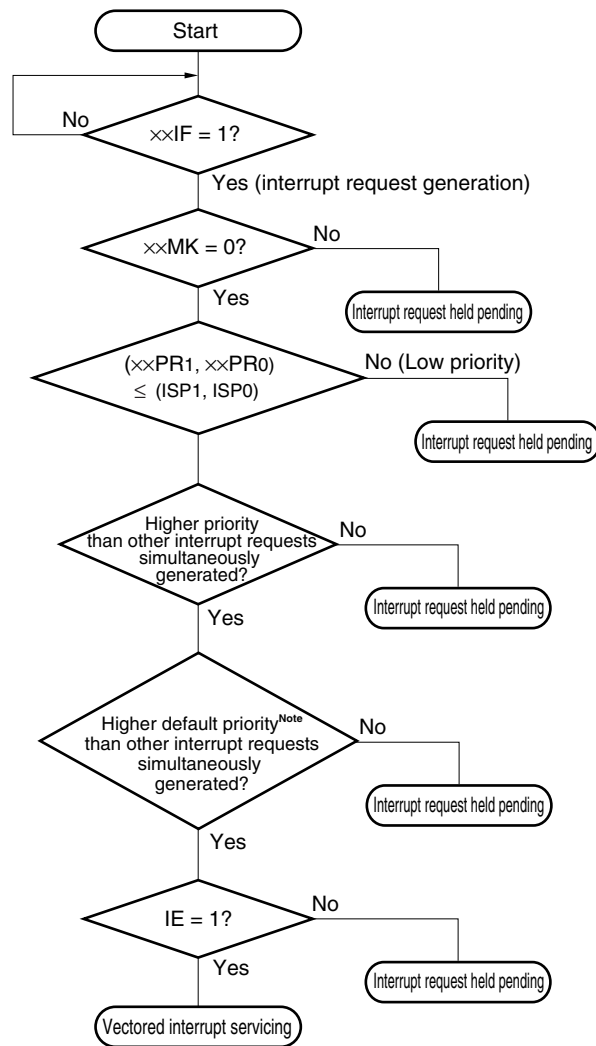 Start
No
××IF = 1?
Yes (interrupt request generation)
××MK = 0?
No
Yes
Interrupt request held pending
(××PR1, ××PR0)
≤ (ISP1, ISP0)
No (Low priority)
Interrupt request held pending
Higher priority
than other interrupt requests
simultaneously
generated?
No
Yes
Interrupt request held pending
Higher default priorityNote
than other interrupt requests
simultaneously
generated?
No
Yes
Interrupt request held pending
IE = 1?
No
Yes
Interrupt request held pending
Vectored interrupt servicing